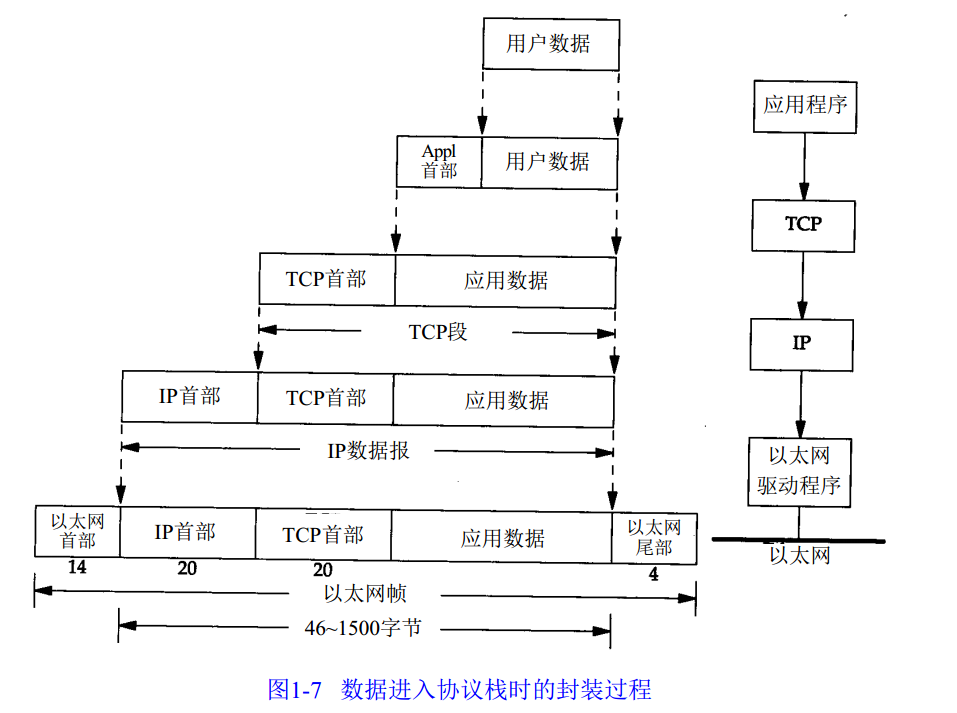 用户数据
应用程序
Appl
首部
用户数据
TCP
TCP首部
应用数据
TCP段
IP
IP首部
TCP首部
应用数据
IP数据报
以太网
驱动程序
以太网
首部
IP首部
TCP首部
应用数据
以太网
尾部
以太网
14
20
20
4
以太网帧
46~1500字节
图1-7 数据进入协议栈时的封装过程